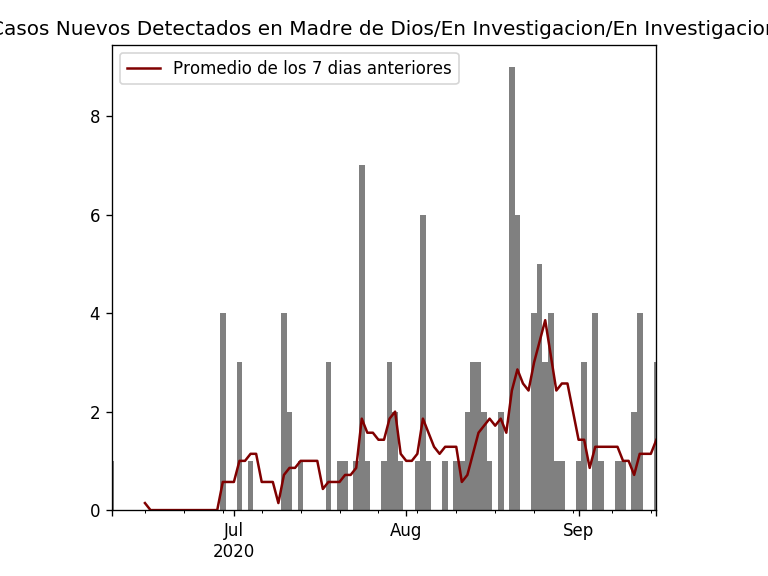 Casos Nuevos Detectados en Madre de Dios/En Investigacion/En Investigacion
Promedio de los 7 dias anteriores
8
6
4
2
0
Jul
Aug
Sep
2020